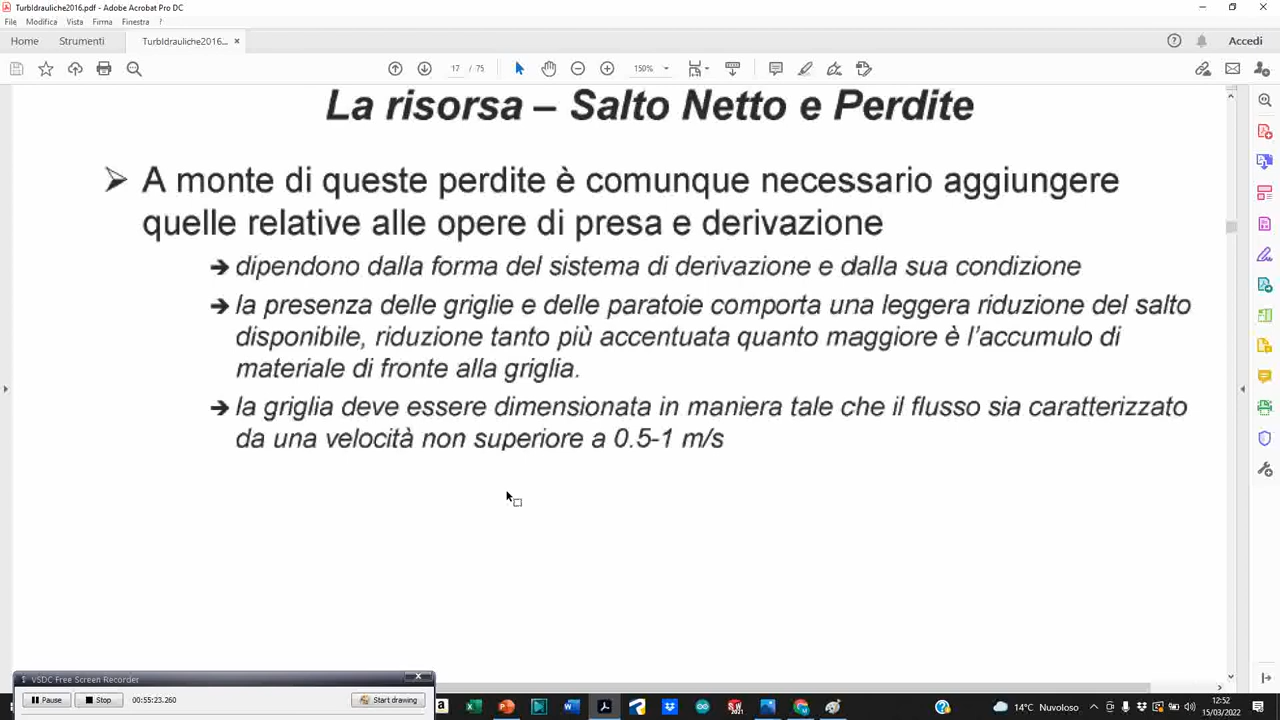 TurbIdrauliche2016.pdf - Adobe Acrobat Pro DC
File Modifica Vista Firma Finestra ?
Home Strumenti TurbIdrauliche2016... × Accedi
17 / 75 150%
La risorsa – Salto Netto e Perdite
A monte di queste perdite è comunque necessario aggiungere
quelle relative alle opere di presa e derivazione
dipendono dalla forma del sistema di derivazione e dalla sua condizione
la presenza delle griglie e delle paratoie comporta una leggera riduzione del salto
disponibile, riduzione tanto più accentuata quanto maggiore è l'accumulo di
materiale di fronte alla griglia.
la griglia deve essere dimensionata in maniera tale che il flusso sia caratterizzato
da una velocità non superiore a 0.5-1 m/s
VSDC Free Screen Recorder
Pause Stop 00:55:23.260 Start drawing
14°C Nuvoloso 12:52
15/03/2022